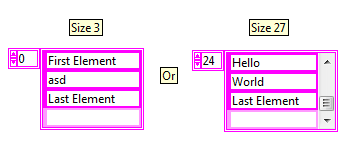 Size 3
Size 27
0
First Element
asd
Last Element
Or
24
Hello
World
Last Element